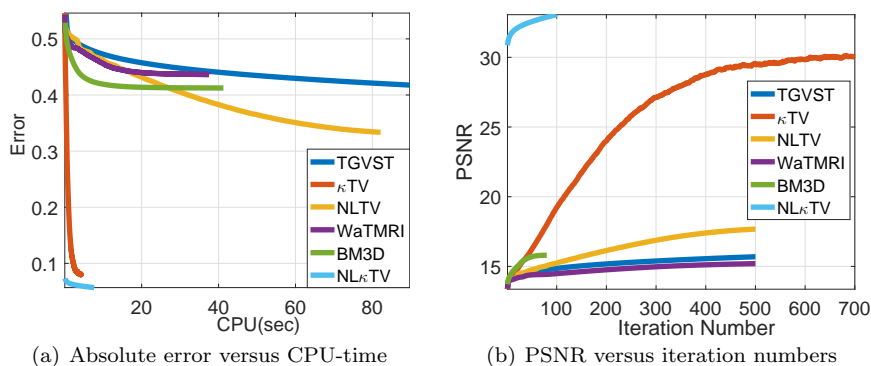 0.5
0.4
0.3
0.2
0.1
Error
20
40
60
80
CPU(sec)
TGVST
κTV
NLTV
WaTMRI
BM3D
NLκTV
(a) Absolute error versus CPU-time
30
25
20
15
PSNR
100 200 300 400 500 600 700
Iteration Number
TGVST
κTV
NLTV
WaTMRI
BM3D
NLκTV
(b) PSNR versus iteration numbers